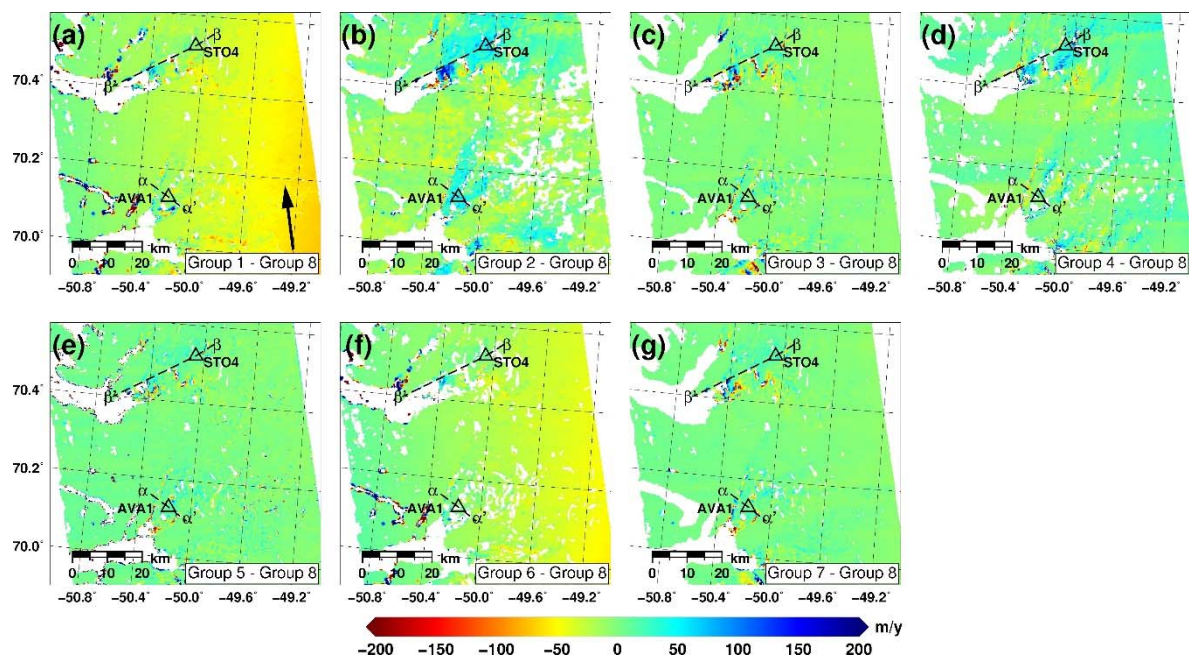 (a) (b) (c) (d)
β β β β
STO4 STO4 STO4 STO4
70.4° β' β' β' β'
70.2°
α α α α
AVA1 AVA1 AVA1 AVA1
α' α' α' α'
70.0°
km km km km
0 10 20 0 10 20 0 10 20 0 10 20
Group 1 - Group 8 Group 2 - Group 8 Group 3 - Group 8 Group 4 - Group 8
−50.8° −50.4° −50.0° −49.6° −49.2° −50.8° −50.4° −50.0° −49.6° −49.2° −50.8° −50.4° −50.0° −49.6° −49.2° −50.8° −50.4° −50.0° −49.6° −49.2°
(e) (f) (g)
β β β
STO4 STO4 STO4
70.4° β' β' β'
70.2°
α α α
AVA1 AVA1 AVA1
α' α' α'
70.0°
km km km
0 10 20 0 10 20 0 10 20
Group 5 - Group 8 Group 6 - Group 8 Group 7 - Group 8
−50.8° −50.4° −50.0° −49.6° −49.2° −50.8° −50.4° −50.0° −49.6° −49.2° −50.8° −50.4° −50.0° −49.6° −49.2°
m/y
−200 −150 −100 −50 0 50 100 150 200